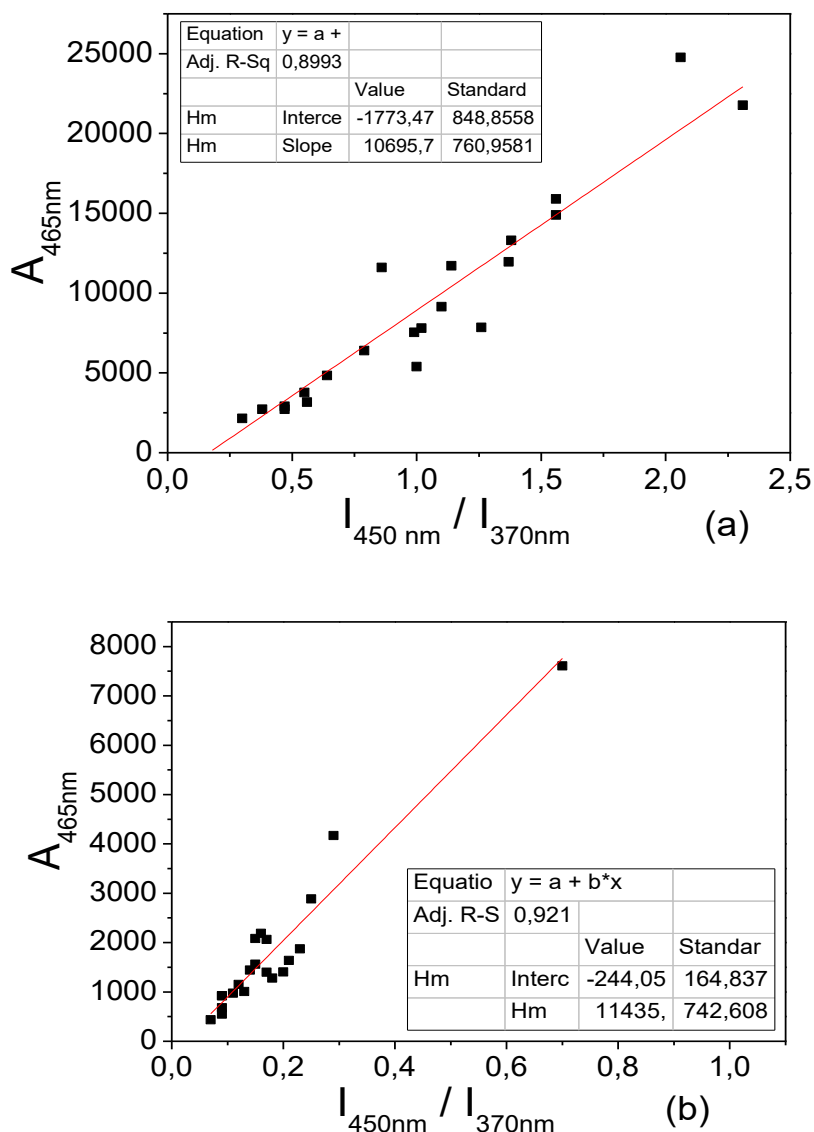 Equation y = a +
Adj. R-Sq 0,8993
Value Standard
Hm Interce -1773,47 848,8558
Hm Slope 10695,7 760,9581
25000
20000
15000
10000
5000
0
A465nm
0,0 0,5 1,0 1,5 2,0 2,5
I450 nm / I370nm (a)
8000
7000
6000
5000
4000
3000
2000
1000
0
A465nm
Equatio y = a + b*x
Adj. R-S 0,921
Value Standar
Hm Interc -244,05 164,837
Hm 11435, 742,608
0,0 0,2 0,4 0,6 0,8 1,0
I450nm / I370nm (b)